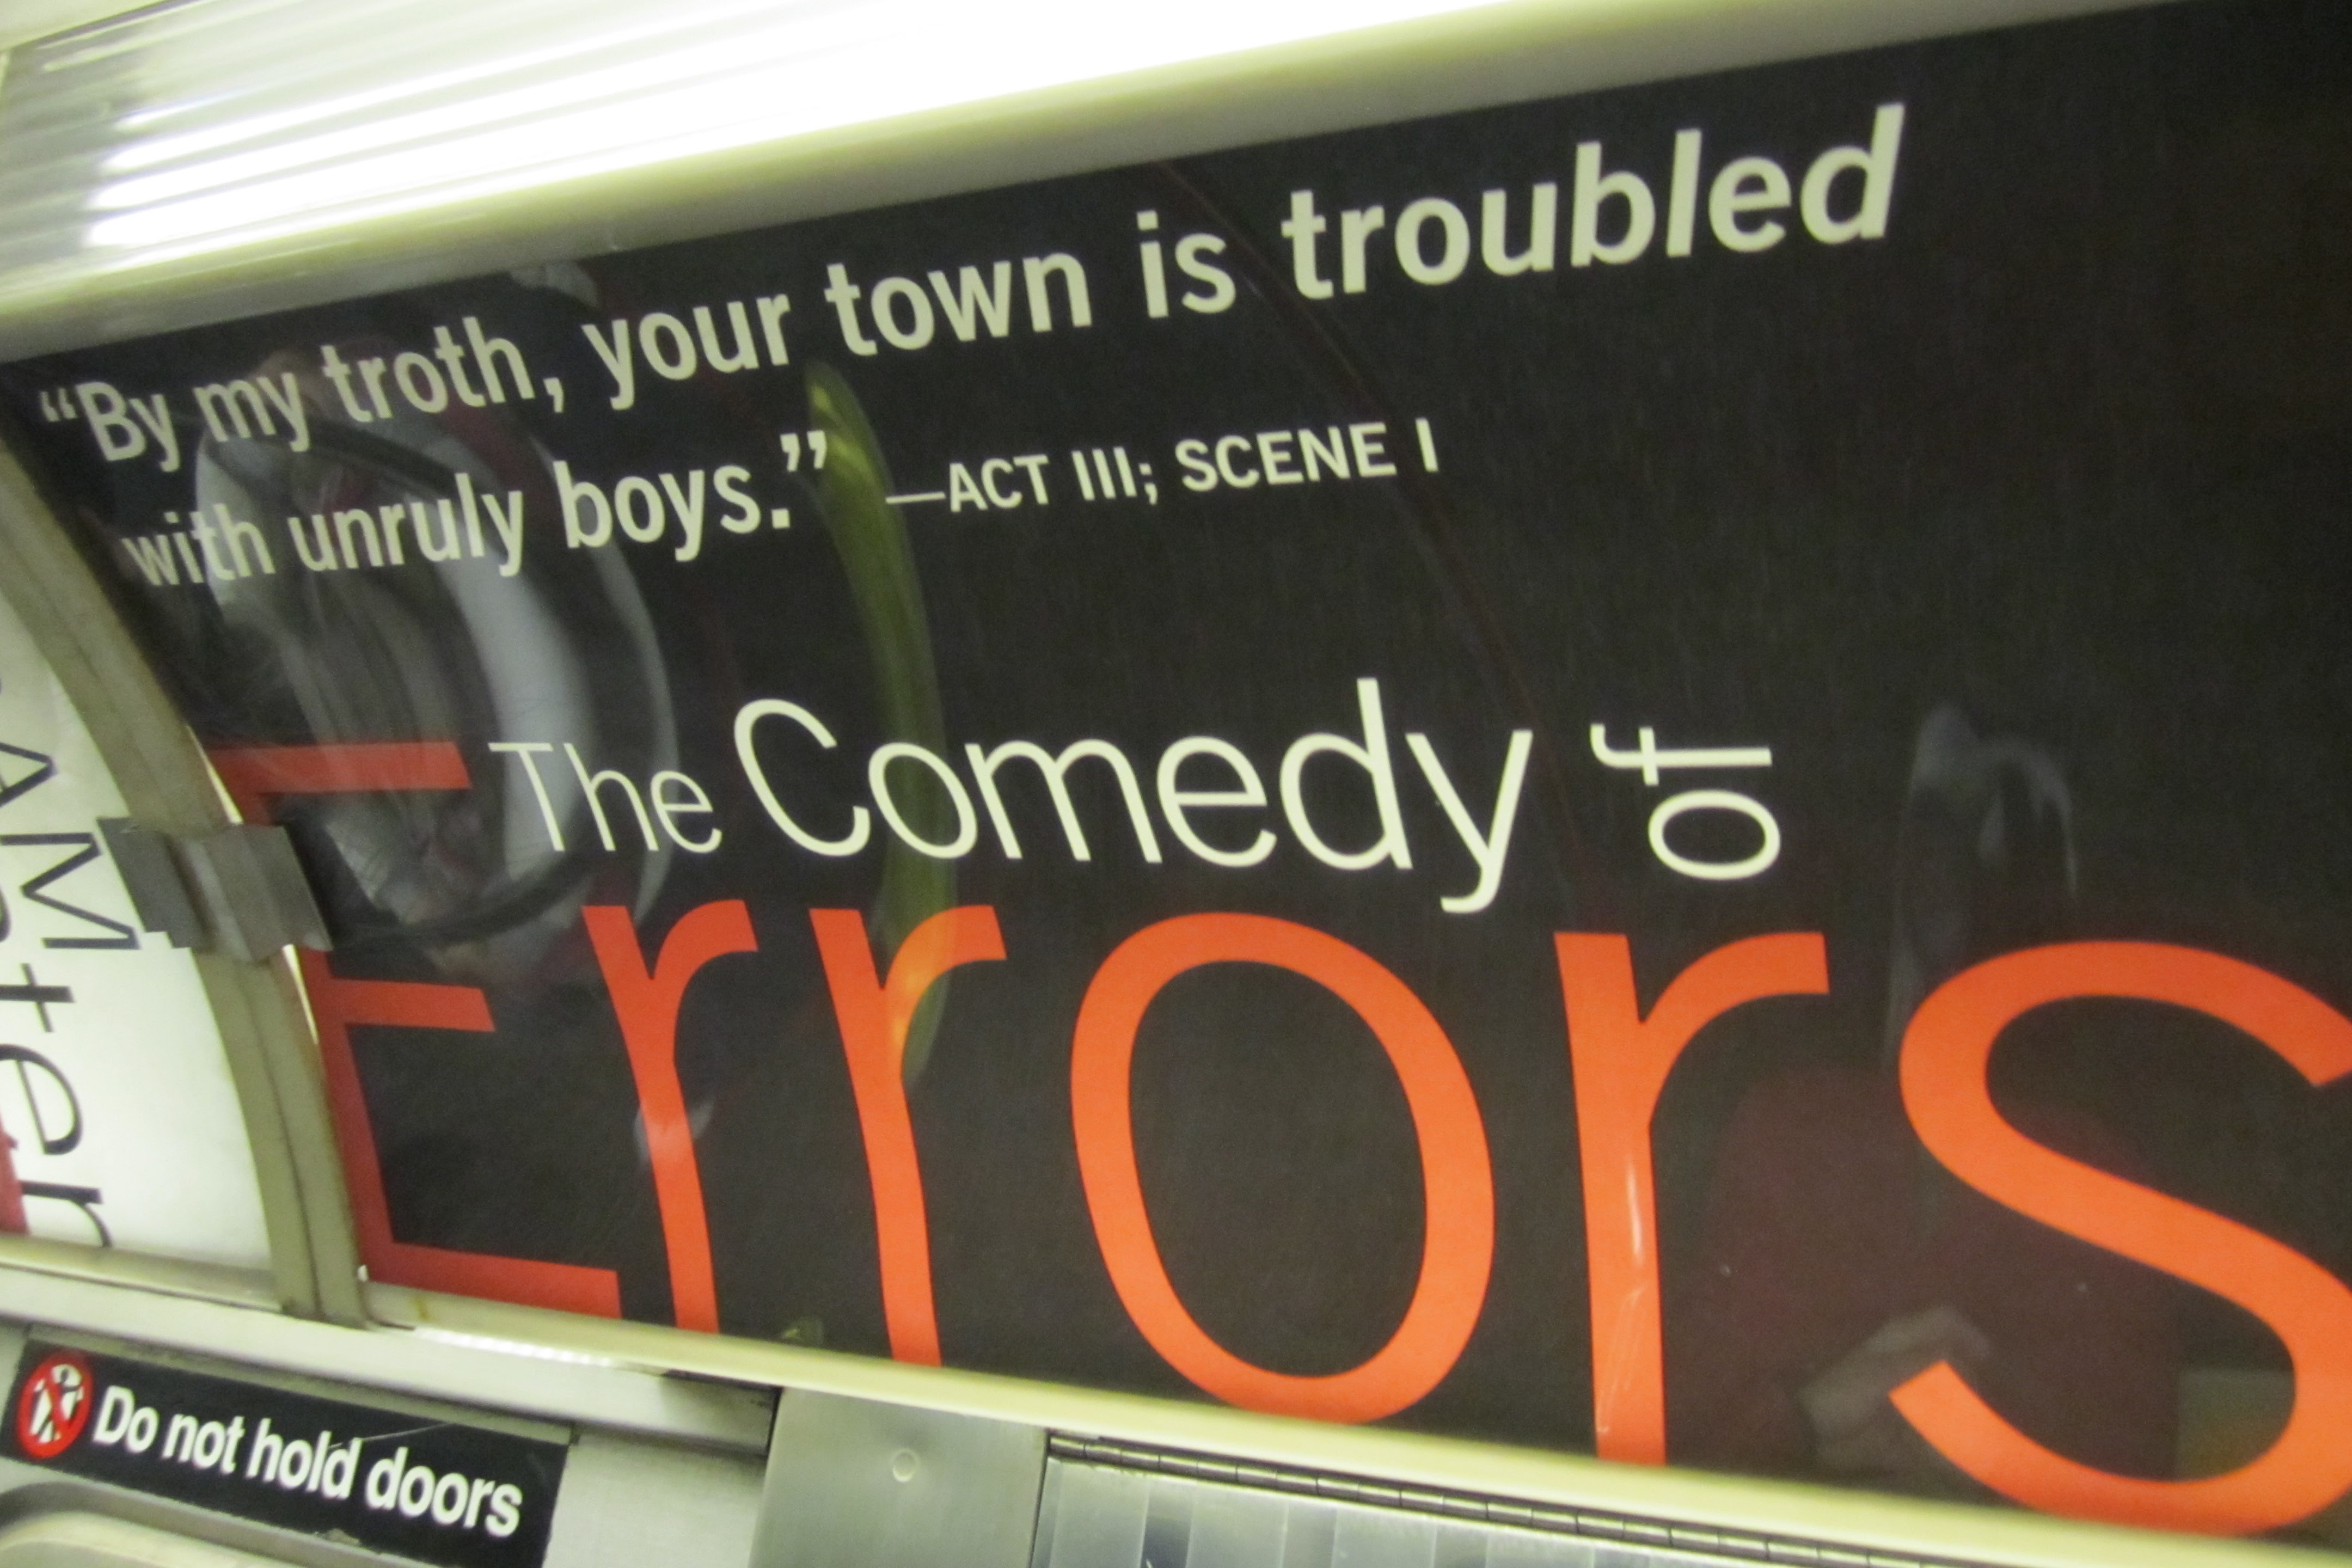 “By my troth, your town is troubled
with unruly boys.” —ACT III; SCENE I
The Comedy of
Errors
Do not hold doors